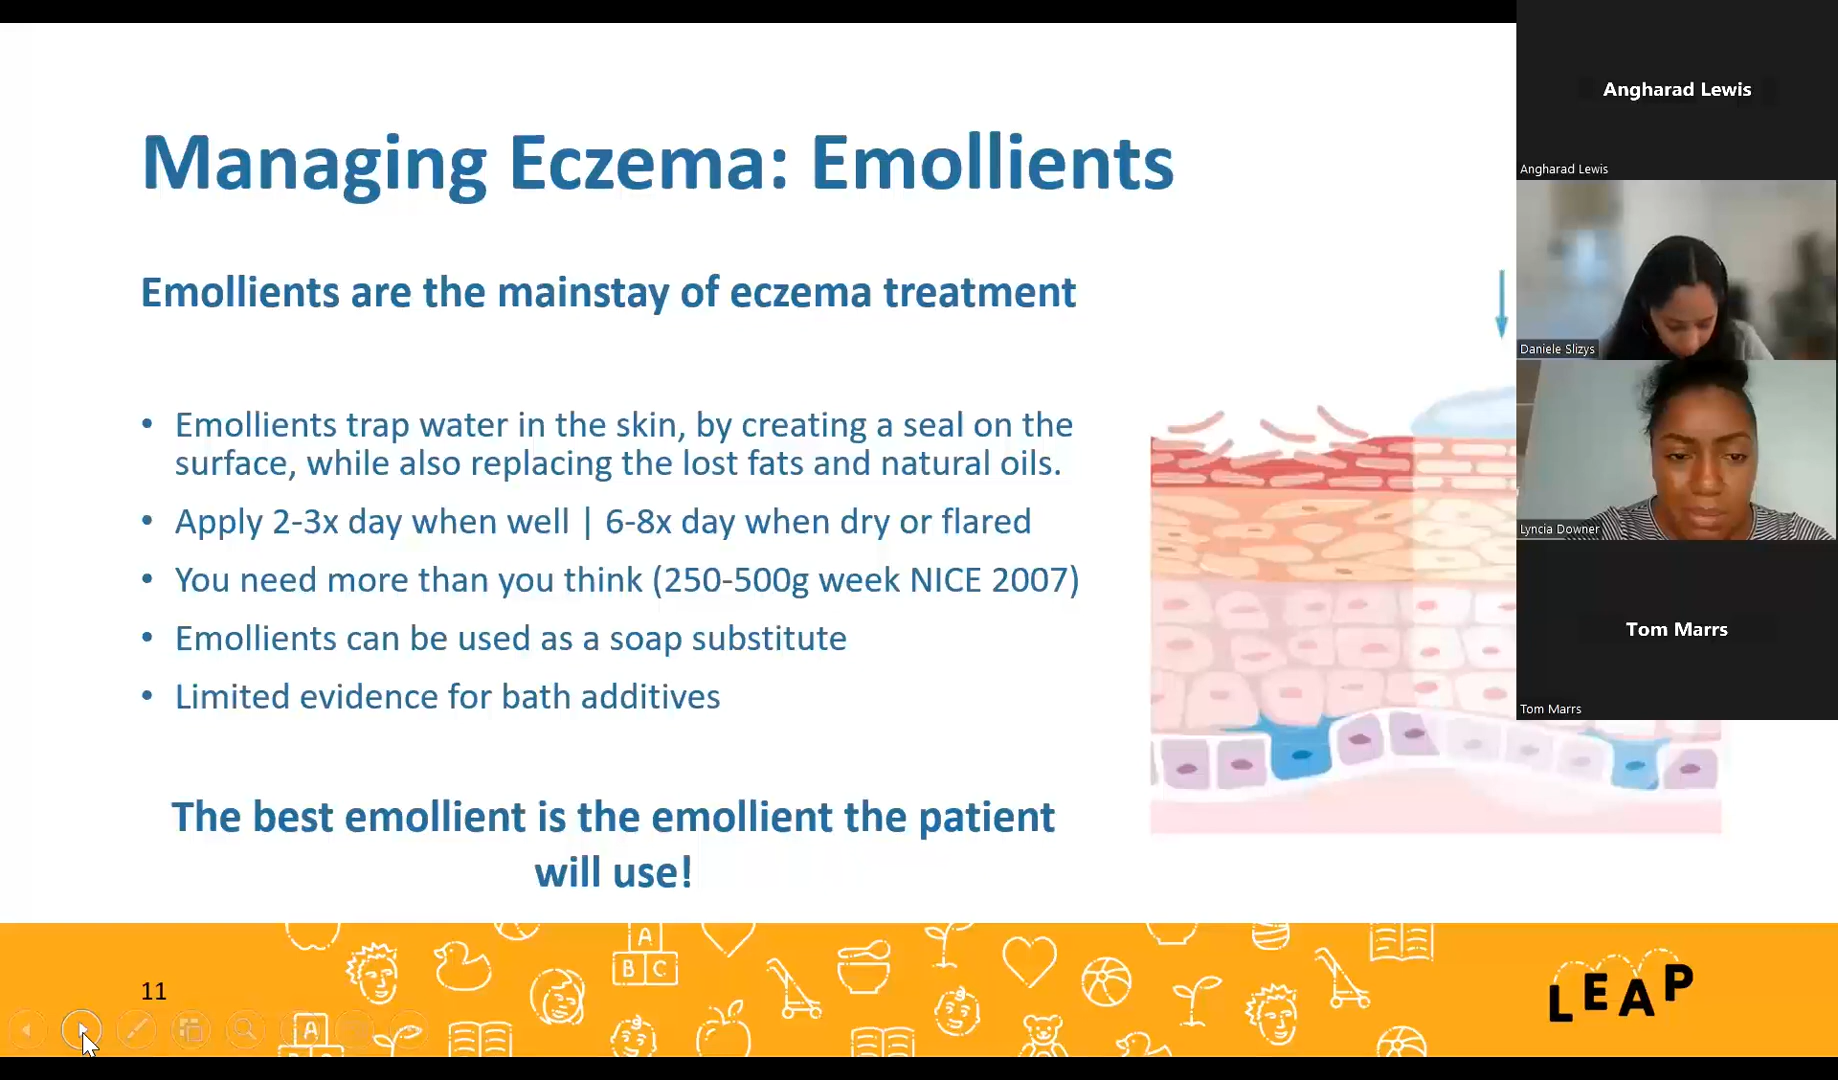 Managing Eczema: Emollients
Emollients are the mainstay of eczema treatment
• Emollients trap water in the skin, by creating a seal on the
surface, while also replacing the lost fats and natural oils.
• Apply 2-3x day when well | 6-8x day when dry or flared
• You need more than you think (250-500g week NICE 2007)
• Emollients can be used as a soap substitute
• Limited evidence for bath additives
The best emollient is the emollient the patient
will use!
Angharad Lewis
Angharad Lewis
Daniele Slizys
Lyncia Downer
Tom Marrs
Tom Marrs
11
A
B C
A
LEAP